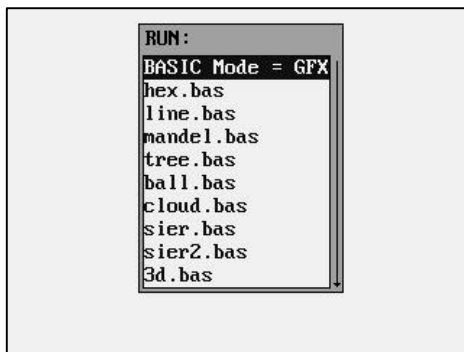 RUN:
BASIC Mode = GFX
hex.bas
line.bas
mandel.bas
tree.bas
ball.bas
cloud.bas
sier.bas
sier2.bas
3d.bas